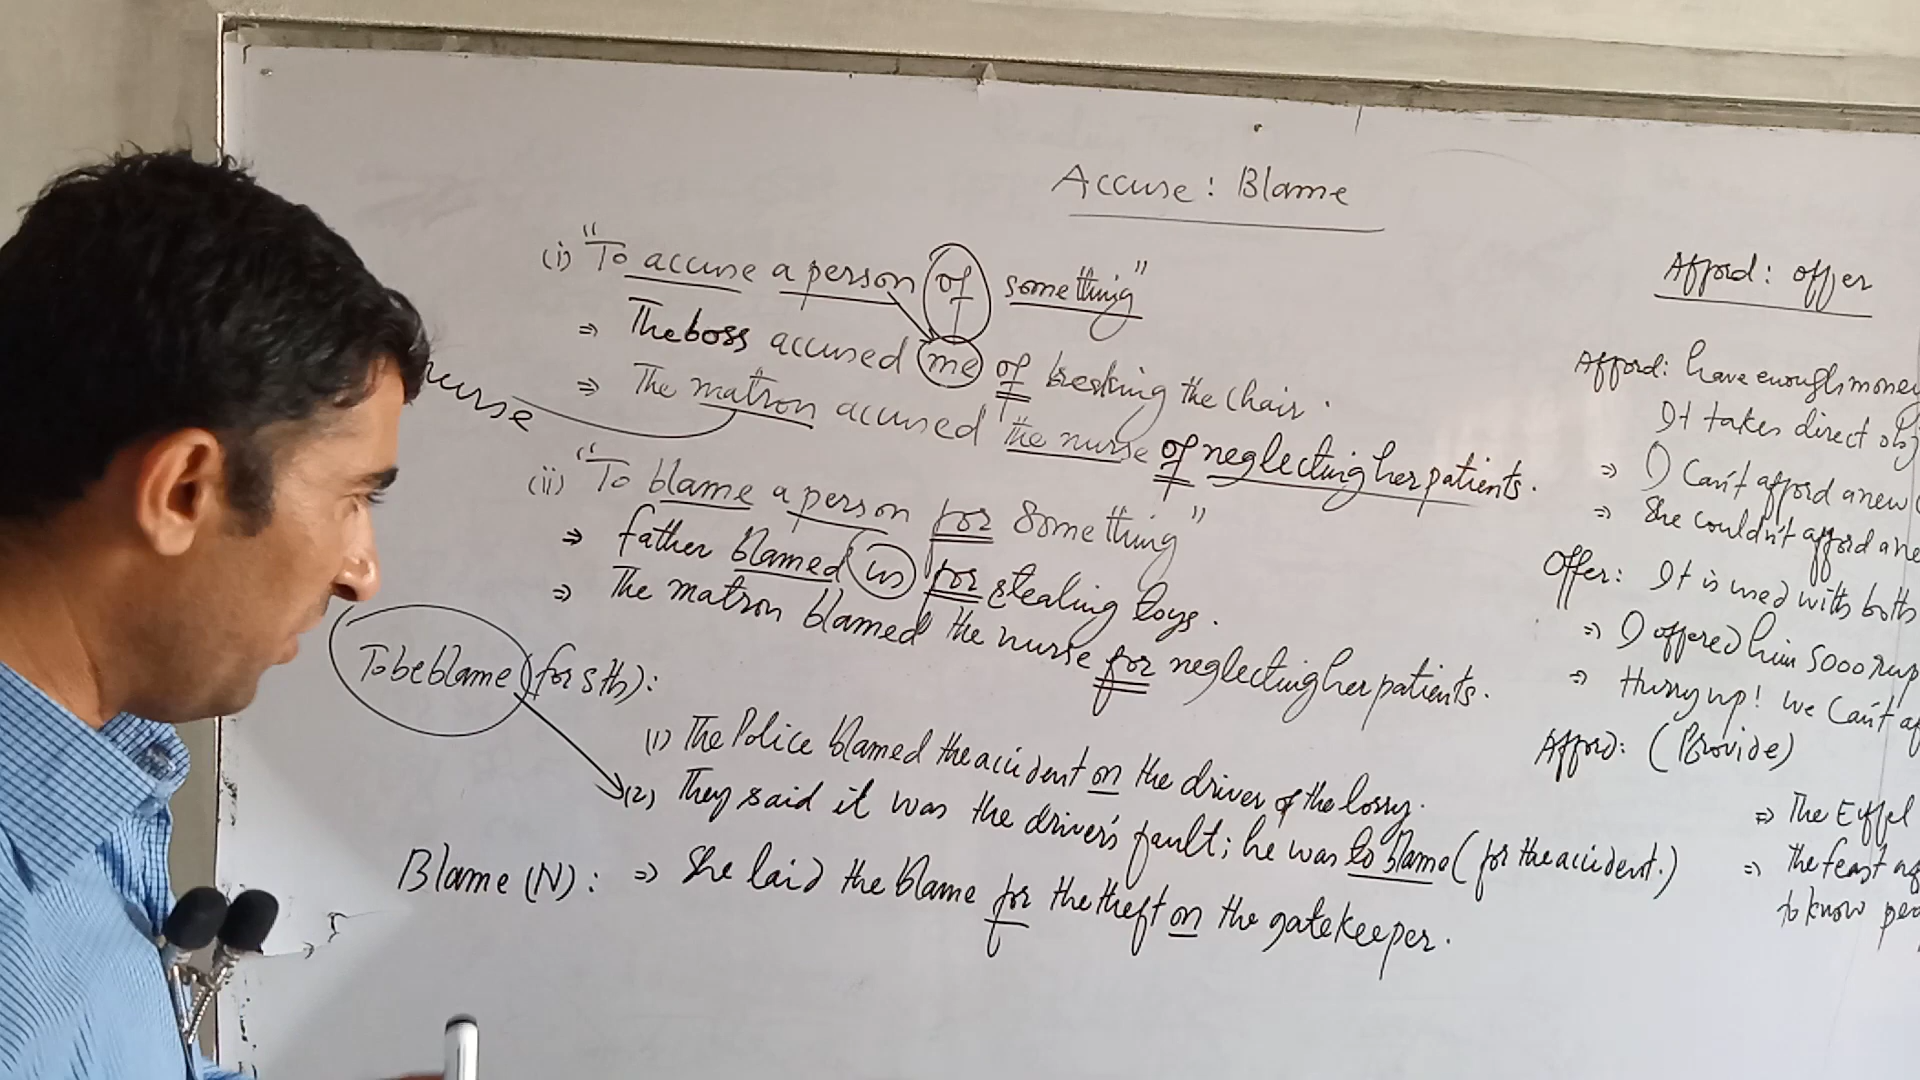 Accuse: Blame
(i) "To accuse a person of something"
⇒ The boss accused me of breaking the chair.
⇒ The matron accused the nurse of neglecting her patients.
nurse
(ii) "To blame a person for something"
⇒ father blamed us for stealing toys.
⇒ The matron blamed the nurse for neglecting her patients.
To be blame (for sth):
(1) The Police blamed the accident on the driver of the lorry.
(2) They said it was the driver's fault; he was to blame (for the accident.)
Blame (N): ⇒ She laid the blame for the theft on the gatekeeper.
Afford: offer
Afford: have enough money
It takes direct obj
⇒ I can't afford a new
⇒ She couldn't afford a ne
Offer: It is used with both
⇒ I offered him 5000 rup
⇒ Hurry up! we can't af
Afford: (Provide)
⇒ The Eiffel
⇒ the feast af
to know peo